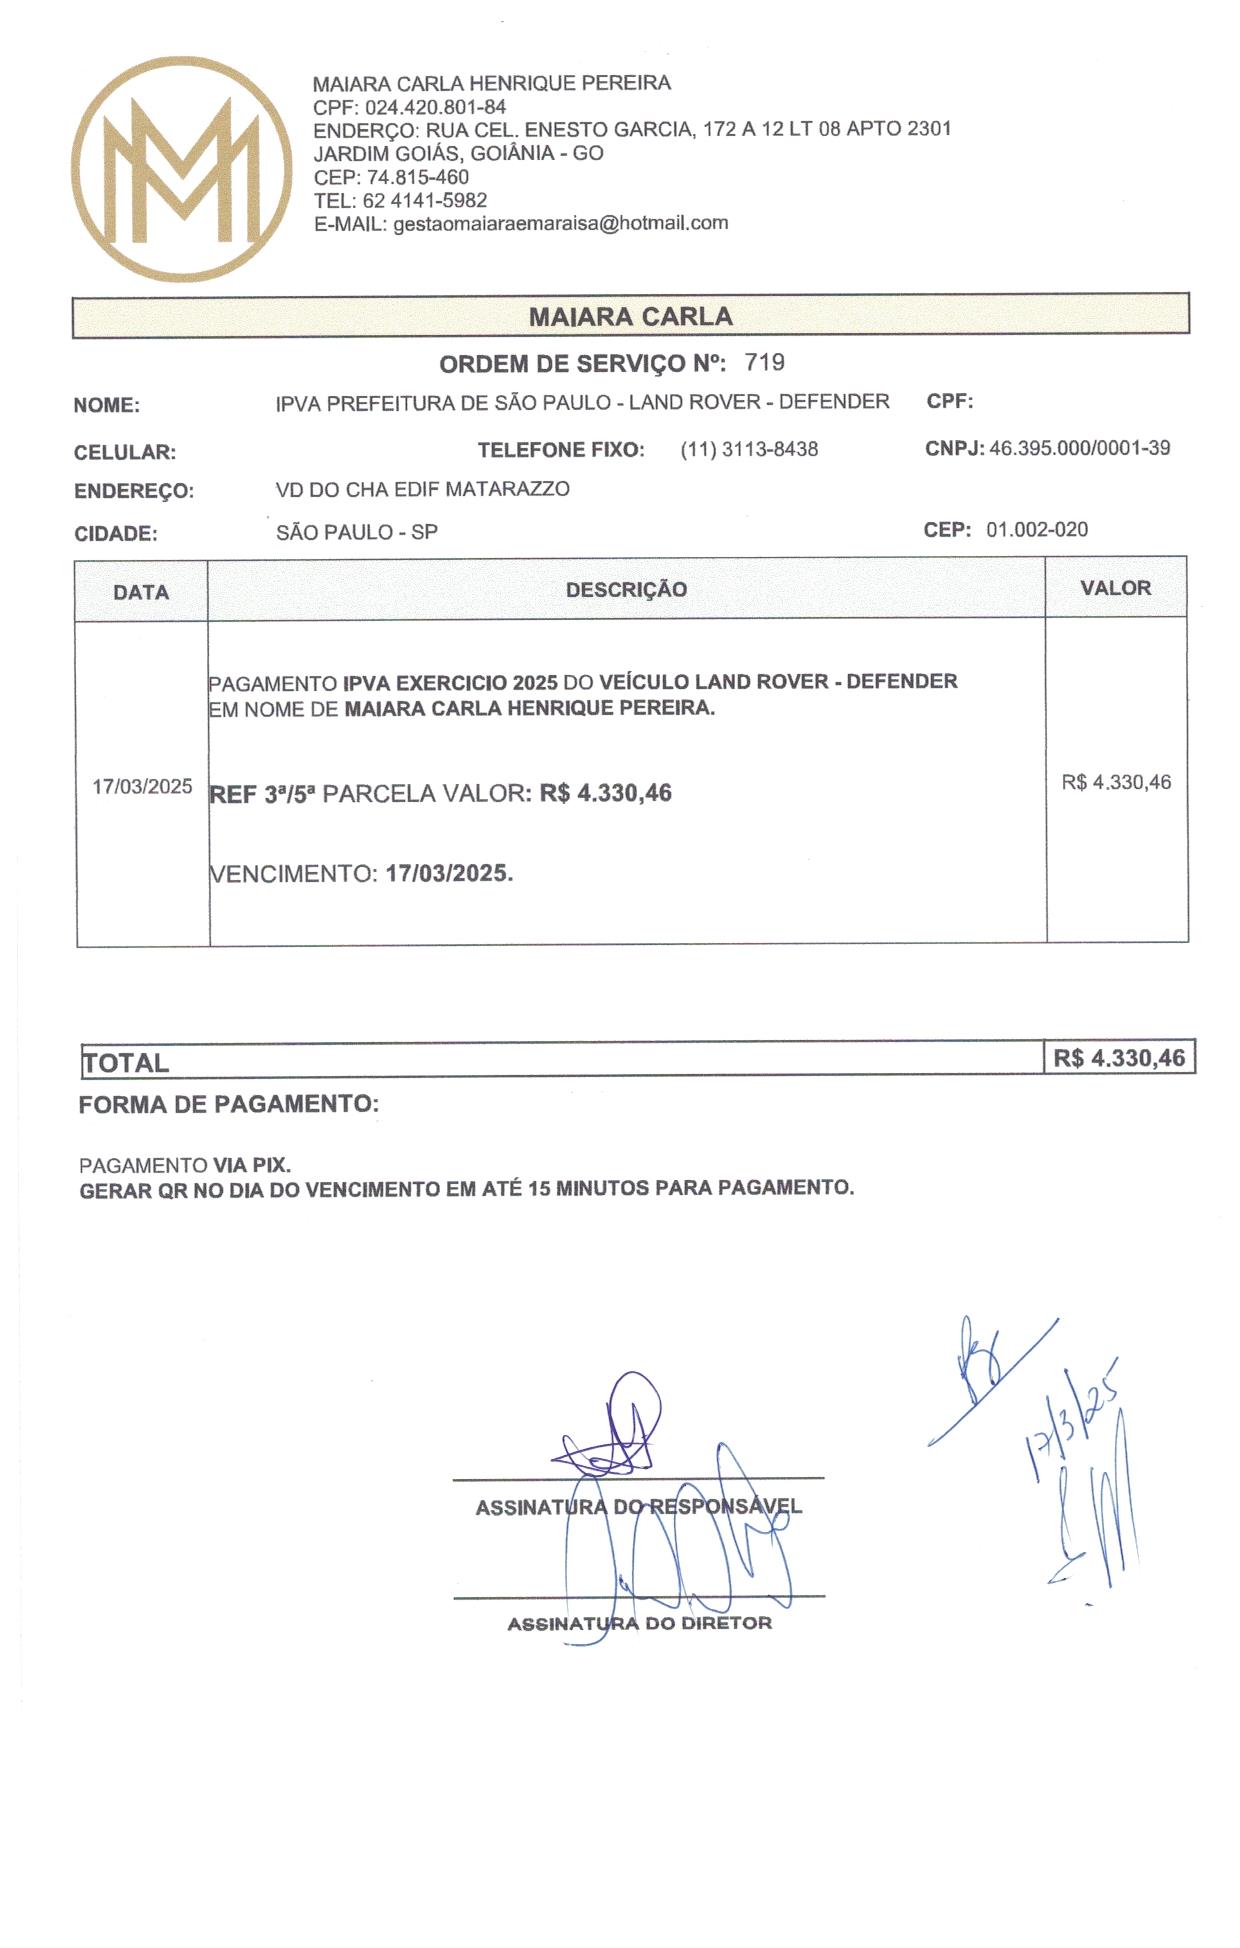 MAIARA CARLA HENRIQUE PEREIRA
CPF: 024.420.801-84
ENDERÇO: RUA CEL. ENESTO GARCIA, 172 A 12 LT 08 APTO 2301
JARDIM GOIÁS, GOIÂNIA - GO
CEP: 74.815-460
TEL: 62 4141-5982
E-MAIL: gestaomaiaraemaraisa@hotmail.com
MAIARA CARLA
ORDEM DE SERVIÇO Nº: 719
NOME: IPVA PREFEITURA DE SÃO PAULO - LAND ROVER - DEFENDER CPF:
CELULAR: TELEFONE FIXO: (11) 3113-8438 CNPJ: 46.395.000/0001-39
ENDEREÇO: VD DO CHA EDIF MATARAZZO
CIDADE: SÃO PAULO - SP CEP: 01.002-020
DATA DESCRIÇÃO VALOR
PAGAMENTO IPVA EXERCICIO 2025 DO VEÍCULO LAND ROVER - DEFENDER
EM NOME DE MAIARA CARLA HENRIQUE PEREIRA.
17/03/2025 REF 3ª/5ª PARCELA VALOR: R$ 4.330,46 R$ 4.330,46
VENCIMENTO: 17/03/2025.
TOTAL R$ 4.330,46
FORMA DE PAGAMENTO:
PAGAMENTO VIA PIX.
GERAR QR NO DIA DO VENCIMENTO EM ATÉ 15 MINUTOS PARA PAGAMENTO.
17/3/25
ASSINATURA DO RESPONSÁVEL
ASSINATURA DO DIRETOR